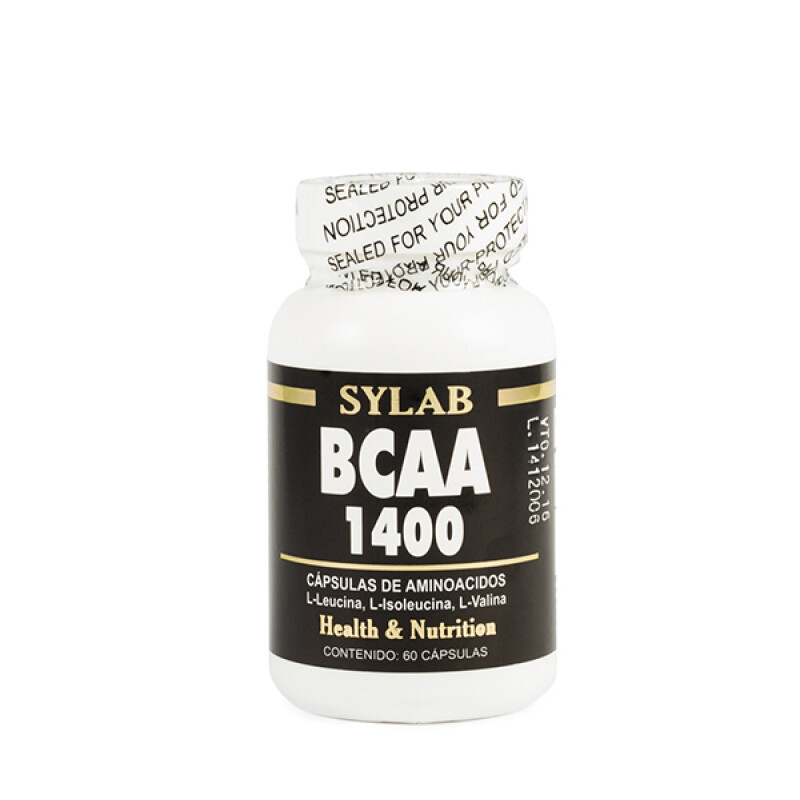 SEALED FOR YOUR P
PROTECTION
SEALED FOR YOUR PROTECTION
SYLAB
BCAA
1400
CÁPSULAS DE AMINOACIDOS
L-Leucina, L-Isoleucina, L-Valina
Health & Nutrition
CONTENIDO: 60 CÁPSULAS
VTO.12.16
L.1412006